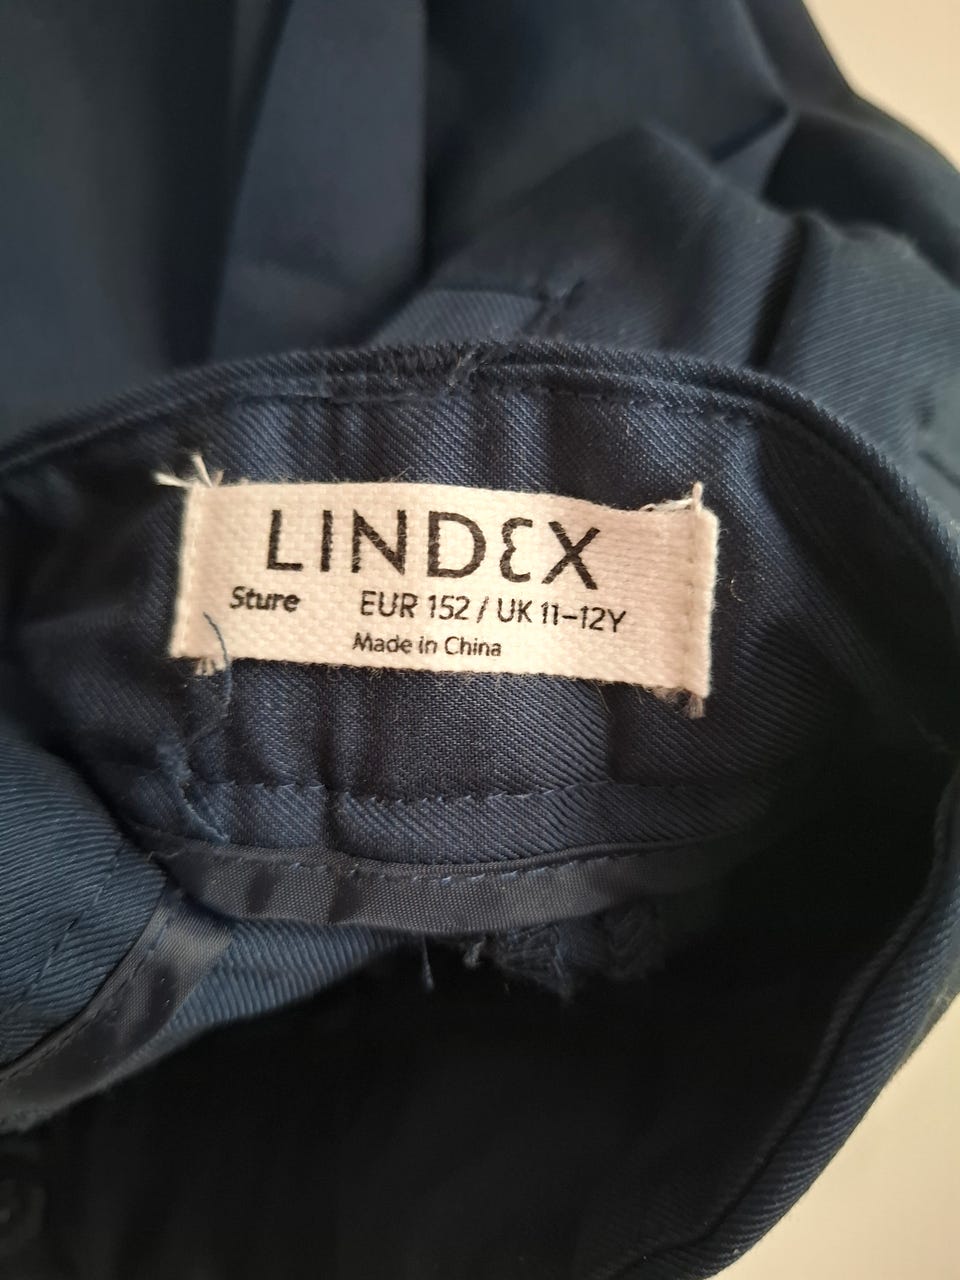 LINDEX
Sture EUR 152 / UK 11-12Y
Made in China